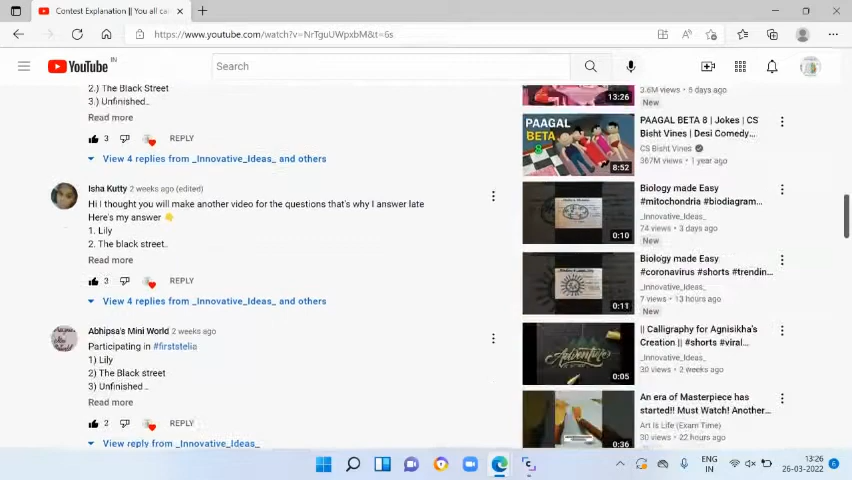 Contest Explanation || You all ca
https://www.youtube.com/watch?v=NrTguUWpxbM&t=6s
YouTube IN
Search
2.) The Black Street
3.) Unfinished..
Read more
3 REPLY
View 4 replies from _Innovative_Ideas_ and others
Isha Kutty 2 weeks ago (edited)
Hi I thought you will make another video for the questions that's why I answer late
Here's my answer 👇
1. Lily
2. The black street..
Read more
3 REPLY
View 4 replies from _Innovative_Ideas_ and others
Abhipsa's Mini World 2 weeks ago
Participating in #firststelia
1) Lily
2) The Black street
3) Unfinished ..
Read more
2 REPLY
View reply from _Innovative_Ideas_
13:26
3.6M views • 5 days ago
New
PAAGAL
BETA
8
8:52
PAAGAL BETA 8 | Jokes | CS
Bisht Vines | Desi Comedy...
CS Bisht Vines
367M views • 1 year ago
0:10
Biology made Easy
#mitochondria #biodiagram...
_Innovative_Ideas_
74 views • 3 days ago
New
0:11
Biology made Easy
#coronavirus #shorts #trendin...
_Innovative_Ideas_
7 views • 13 hours ago
New
Adventure
0:05
|| Calligraphy for Agnisikha's
Creation || #shorts #viral...
_Innovative_Ideas_
30 views • 2 weeks ago
0:36
An era of Masterpiece has
started!! Must Watch! Another...
Art Is Life (Exam Time)
30 views • 22 hours ago
ENG
IN
13:26
26-03-2022
6